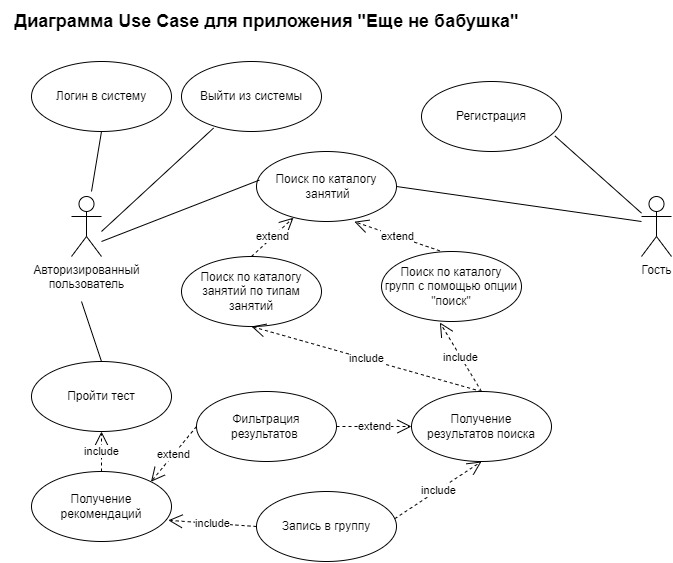 Диаграмма Use Case для приложения "Еще не бабушка"
Логин в систему
Выйти из системы
Регистрация
Поиск по каталогу
занятий
Авторизированный
пользователь
Гость
extend
extend
Поиск по каталогу
занятий по типам
занятий
Поиск по каталогу
групп с помощью опции
"поиск"
include
include
Пройти тест
Фильтрация
результатов
extend
Получение
результатов поиска
include
extend
Получение
рекомендаций
include
Запись в группу
include